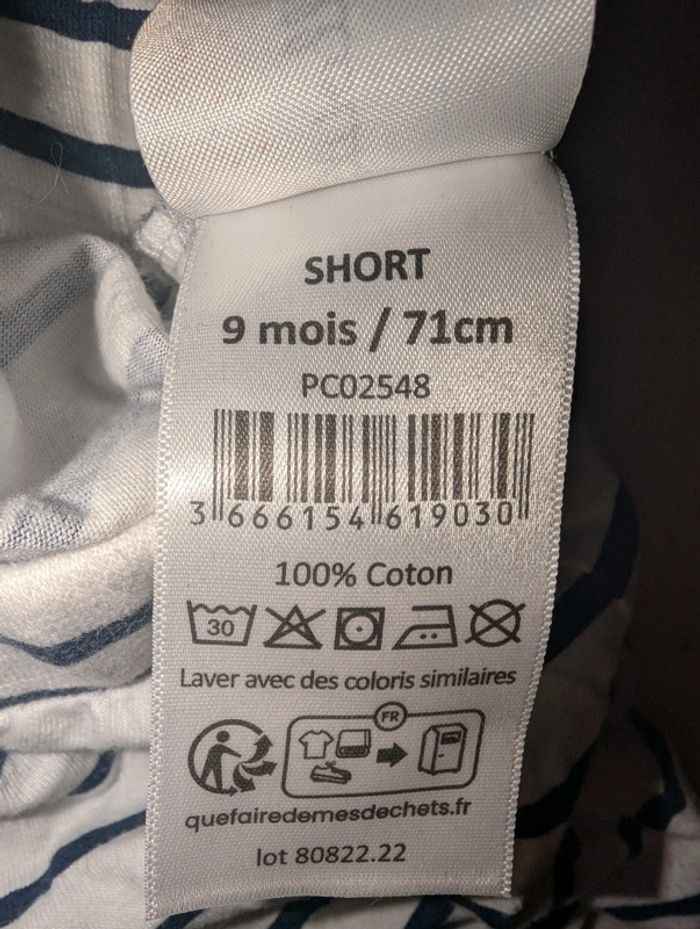 SHORT
9 mois / 71cm
PC02548
3 666154 619030
100% Coton
30
Laver avec des coloris similaires
FR
quefairedemesdechets.fr
lot 80822.22